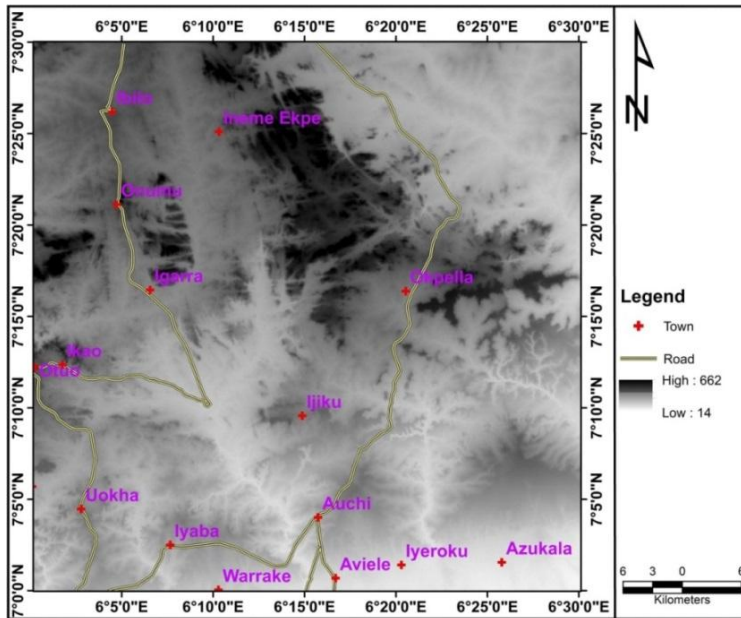 6°5'0"E 6°10'0"E 6°15'0"E 6°20'0"E 6°25'0"E 6°30'0"E
7°30'0"N 7°30'0"N
7°25'0"N 7°25'0"N
7°20'0"N 7°20'0"N
7°15'0"N 7°15'0"N
7°10'0"N 7°10'0"N
7°5'0"N 7°5'0"N
7°0'0"N 7°0'0"N
Ineme Ekpe
Igarra
Okpella
Ikao
Otuo
Ijiku
Uokha
Auchi
Iyaba
Iyeroku
Azukala
Aviele
Warrake
6°5'0"E 6°10'0"E 6°15'0"E 6°20'0"E 6°25'0"E 6°30'0"E
N
Legend
Town
Road
High : 662
Low : 14
6 3 0 6
Kilometers